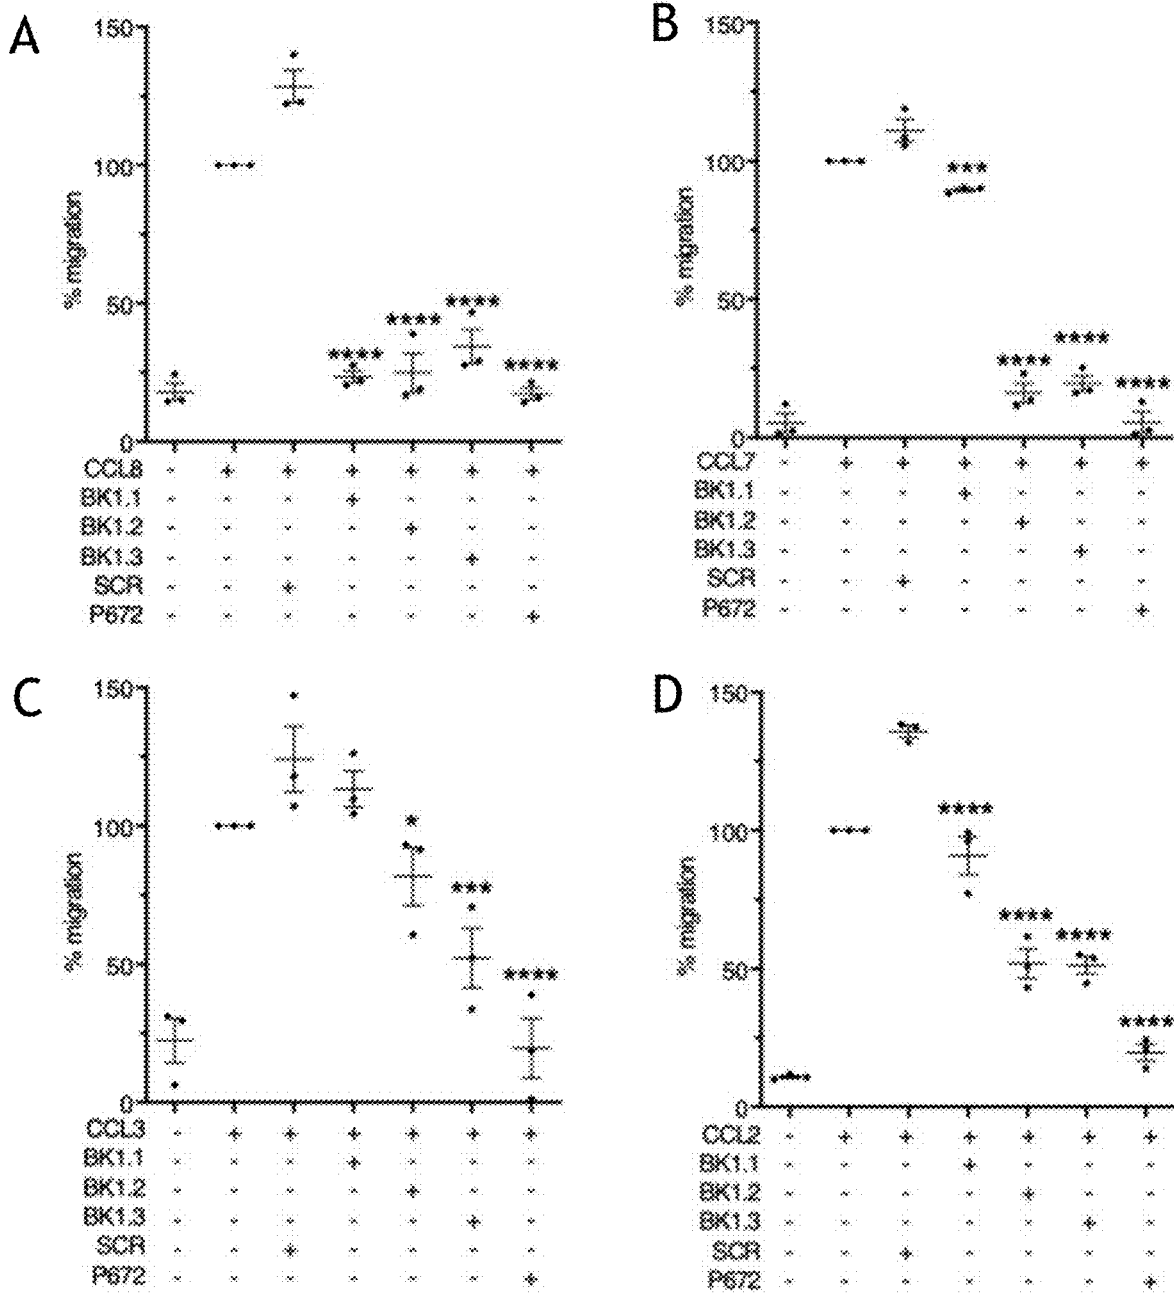 A
150
100
50
0
% migration
****
****
****
****
CCL8 - + + + + + +
BK1.1 - - - + - - -
BK1.2 - - - - + - -
BK1.3 - - - - - + -
SCR - - + - - - -
P672 - - - - - - +
B
150
100
50
0
% migration
***
****
****
****
CCL7 - + + + + + +
BK1.1 - - - + - - -
BK1.2 - - - - + - -
BK1.3 - - - - - + -
SCR - - + - - - -
P672 - - - - - - +
C
150
100
50
0
% migration
*
***
****
CCL3 - + + + + + +
BK1.1 - - - + - - -
BK1.2 - - - - + - -
BK1.3 - - - - - + -
SCR - - + - - - -
P672 - - - - - - +
D
150
100
50
0
% migration
****
****
****
****
CCL2 - + + + + + +
BK1.1 - - - + - - -
BK1.2 - - - - + - -
BK1.3 - - - - - + -
SCR - - + - - - -
P672 - - - - - - +